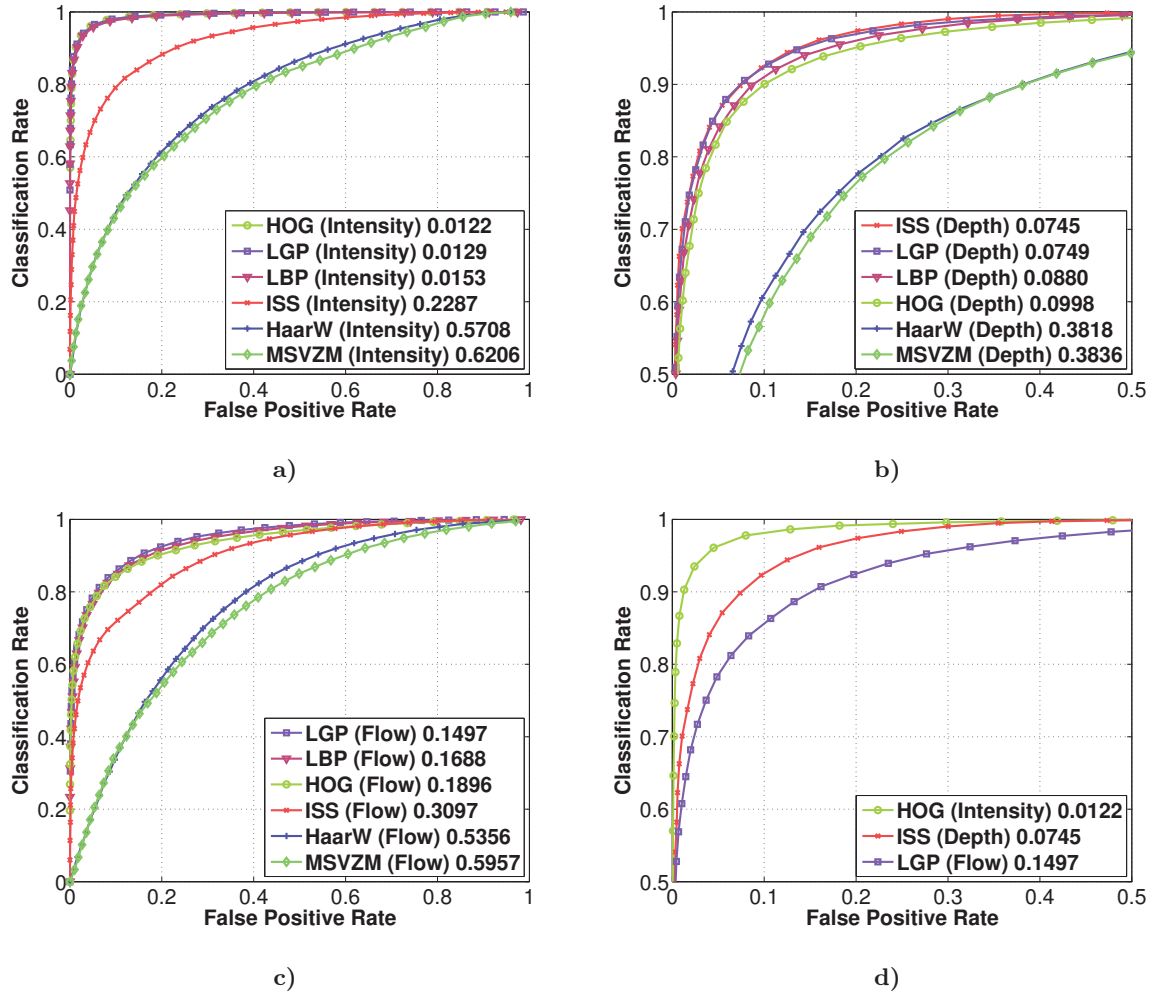 1
0.8
0.6
0.4
0.2
0
0 0.2 0.4 0.6 0.8 1
Classification Rate
False Positive Rate
HOG (Intensity) 0.0122
LGP (Intensity) 0.0129
LBP (Intensity) 0.0153
ISS (Intensity) 0.2287
HaarW (Intensity) 0.5708
MSVZM (Intensity) 0.6206
a)
1
0.9
0.8
0.7
0.6
0.5
0 0.1 0.2 0.3 0.4 0.5
Classification Rate
False Positive Rate
ISS (Depth) 0.0745
LGP (Depth) 0.0749
LBP (Depth) 0.0880
HOG (Depth) 0.0998
HaarW (Depth) 0.3818
MSVZM (Depth) 0.3836
b)
1
0.8
0.6
0.4
0.2
0
0 0.2 0.4 0.6 0.8 1
Classification Rate
False Positive Rate
LGP (Flow) 0.1497
LBP (Flow) 0.1688
HOG (Flow) 0.1896
ISS (Flow) 0.3097
HaarW (Flow) 0.5356
MSVZM (Flow) 0.5957
c)
1
0.9
0.8
0.7
0.6
0.5
0 0.1 0.2 0.3 0.4 0.5
Classification Rate
False Positive Rate
HOG (Intensity) 0.0122
ISS (Depth) 0.0745
LGP (Flow) 0.1497
d)